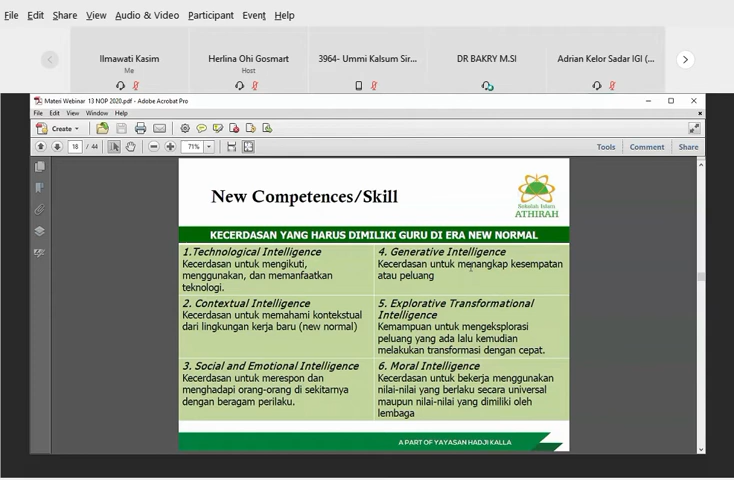 File Edit Share View Audio & Video Participant Event Help
Ilmawati Kasim
Me
Herlina Ohi Gosmart
Host
3964- Ummi Kalsum Sir...
DR BAKRY M.SI
Adrian Kelor Sadar IGI (...
Materi Webinar 13 NOP 2020.pdf - Adobe Acrobat Pro
File Edit View Window Help
Create
18 / 44
71%
Tools Comment Share
New Competences/Skill
Sekolah Islam
ATHIRAH
KECERDASAN YANG HARUS DIMILIKI GURU DI ERA NEW NORMAL
1.Technological Intelligence
Kecerdasan untuk mengikuti,
menggunakan, dan memanfaatkan
teknologi.
4. Generative Intelligence
Kecerdasan untuk menangkap kesempatan
atau peluang
2. Contextual Intelligence
Kecerdasan untuk memahami kontekstual
dari lingkungan kerja baru (new normal)
5. Explorative Transformational
Intelligence
Kemampuan untuk mengeksplorasi
peluang yang ada lalu kemudian
melakukan transformasi dengan cepat.
3. Social and Emotional Intelligence
Kecerdasan untuk merespon dan
menghadapi orang-orang di sekitarnya
dengan beragam perilaku.
6. Moral Intelligence
Kecerdasan untuk bekerja menggunakan
nilai-nilai yang berlaku secara universal
maupun nilai-nilai yang dimiliki oleh
lembaga
A PART OF YAYASAN HADJI KALLA